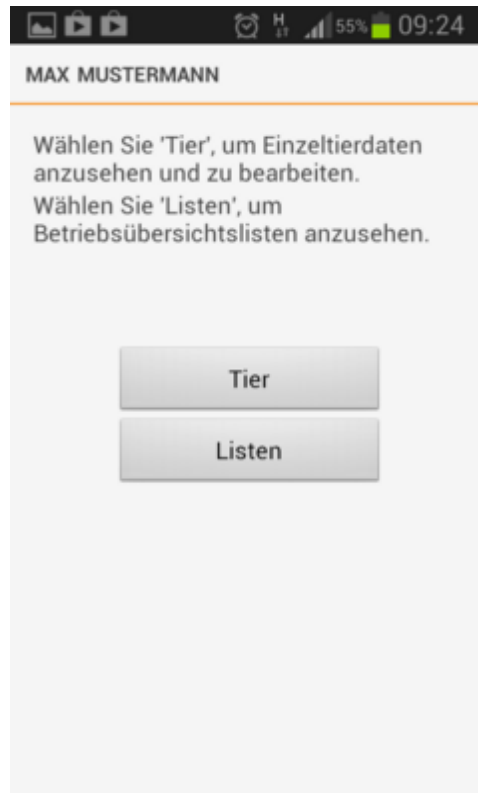 H 55% 09:24
MAX MUSTERMANN
Wählen Sie 'Tier', um Einzeltierdaten
anzusehen und zu bearbeiten.
Wählen Sie 'Listen', um
Betriebsübersichtslisten anzusehen.
Tier
Listen